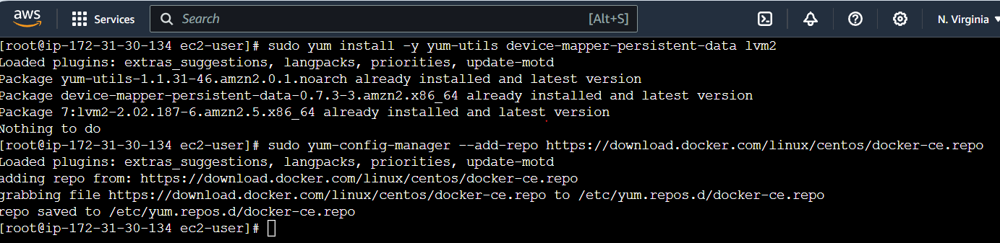 aws Services Search [Alt+S] N. Virginia
[root@ip-172-31-30-134 ec2-user]# sudo yum install -y yum-utils device-mapper-persistent-data lvm2
Loaded plugins: extras_suggestions, langpacks, priorities, update-motd
Package yum-utils-1.1.31-46.amzn2.0.1.noarch already installed and latest version
Package device-mapper-persistent-data-0.7.3-3.amzn2.x86_64 already installed and latest version
Package 7:lvm2-2.02.187-6.amzn2.5.x86_64 already installed and latest version
Nothing to do
[root@ip-172-31-30-134 ec2-user]# sudo yum-config-manager --add-repo https://download.docker.com/linux/centos/docker-ce.repo
Loaded plugins: extras_suggestions, langpacks, priorities, update-motd
adding repo from: https://download.docker.com/linux/centos/docker-ce.repo
grabbing file https://download.docker.com/linux/centos/docker-ce.repo to /etc/yum.repos.d/docker-ce.repo
repo saved to /etc/yum.repos.d/docker-ce.repo
[root@ip-172-31-30-134 ec2-user]#